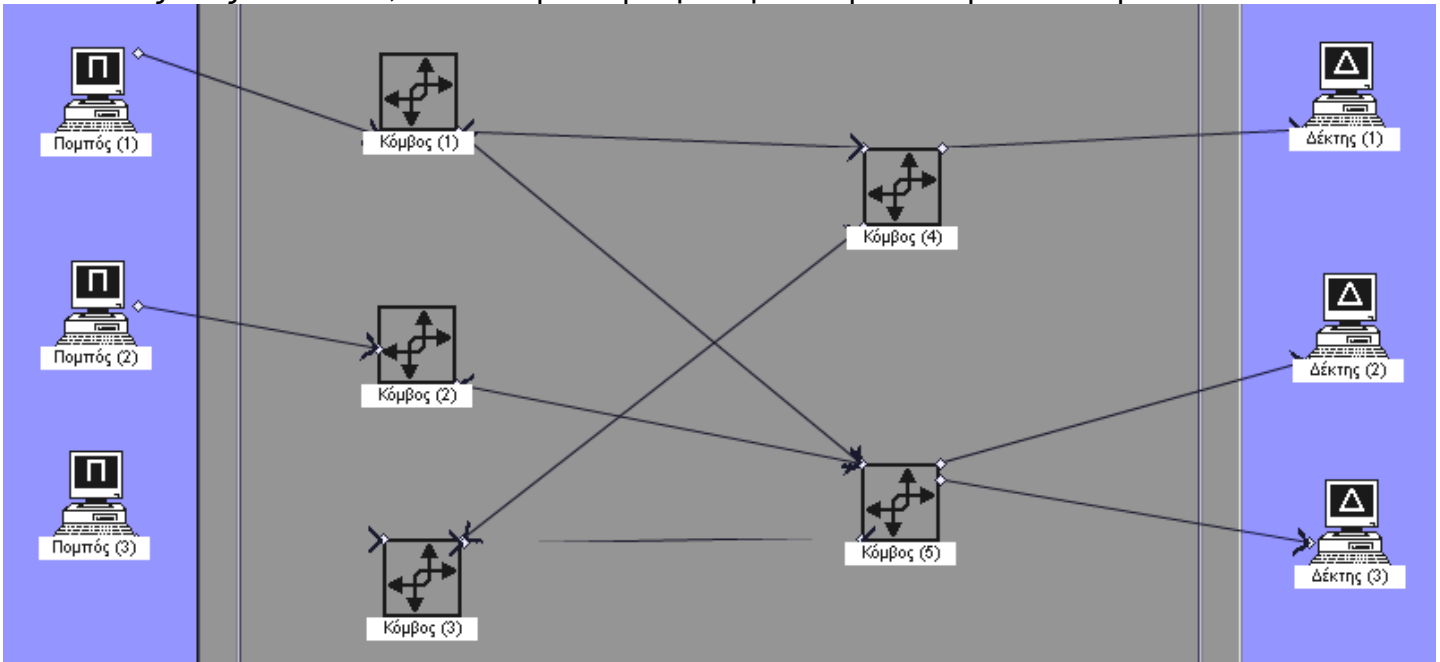 Π
Πομπός (1)
Κόμβος (1)
Δ
Δέκτης (1)
Κόμβος (4)
Π
Πομπός (2)
Κόμβος (2)
Δ
Δέκτης (2)
Π
Πομπός (3)
Κόμβος (3)
Κόμβος (5)
Δ
Δέκτης (3)